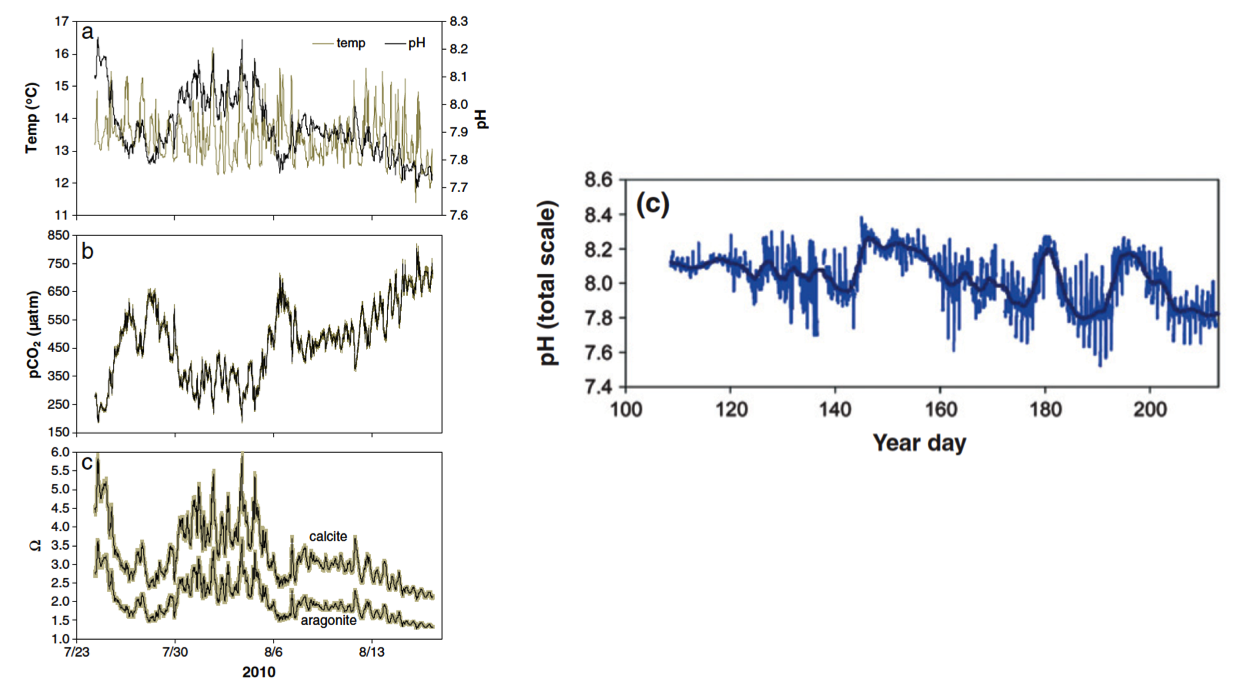 a
temp
pH
17
16
15
14
13
12
11
Temp (°C)
8.3
8.2
8.1
8.0
7.9
7.8
7.7
7.6
pH
b
850
750
650
550
450
350
250
150
pCO2 (µatm)
c
6.0
5.5
5.0
4.5
4.0
3.5
3.0
2.5
2.0
1.5
1.0
Ω
calcite
aragonite
7/23 7/30 8/6 8/13
2010
(c)
8.6
8.4
8.2
8.0
7.8
7.6
7.4
pH (total scale)
100 120 140 160 180 200
Year day